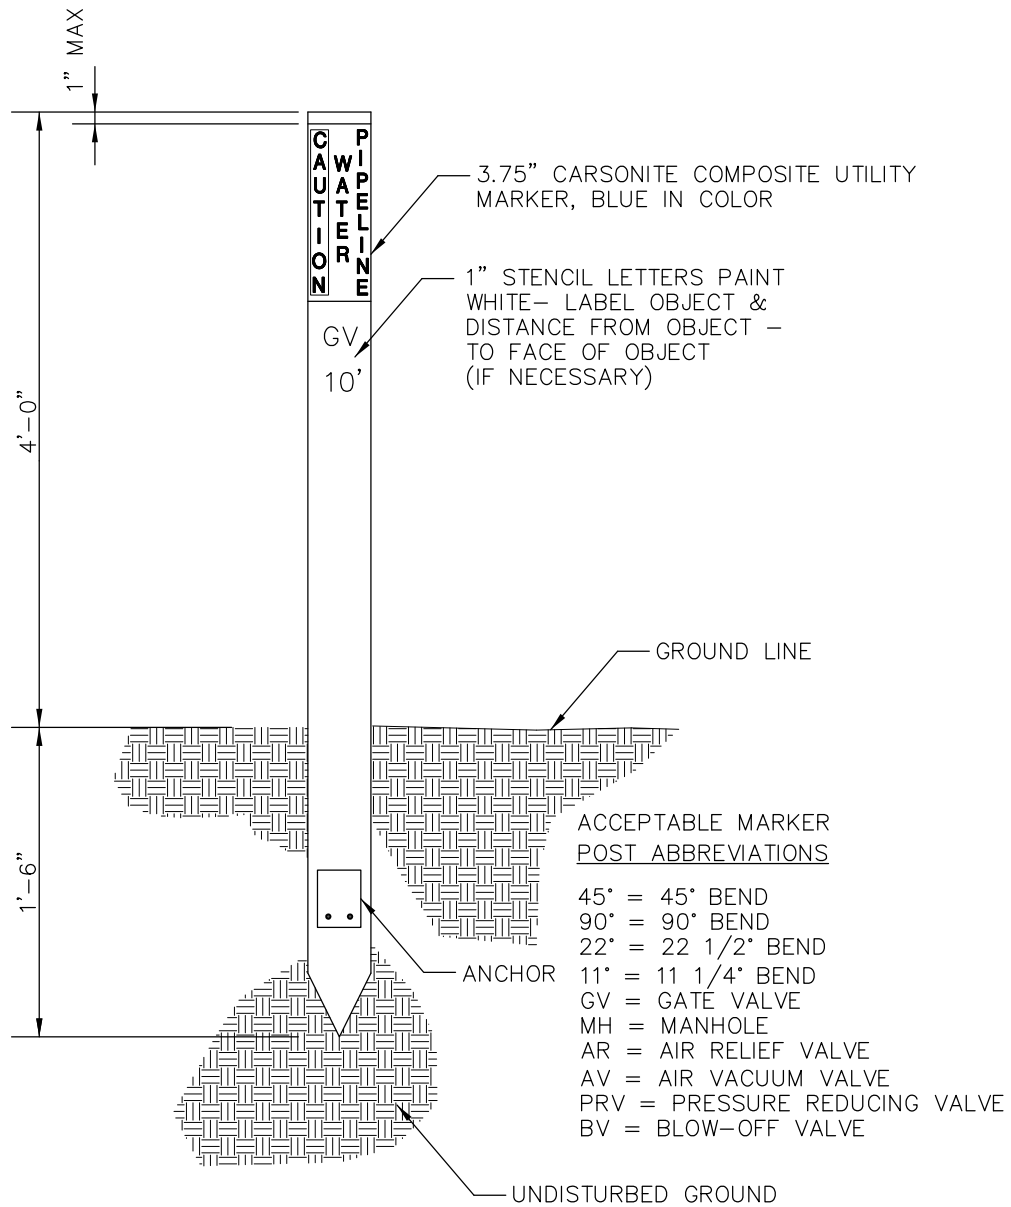 1" MAX
CAUTION
WATER
PIPELINE
3.75" CARSONITE COMPOSITE UTILITY
MARKER, BLUE IN COLOR
1" STENCIL LETTERS PAINT
WHITE– LABEL OBJECT &
DISTANCE FROM OBJECT –
TO FACE OF OBJECT
(IF NECESSARY)
GV
10'
4'-0"
GROUND LINE
1'-6"
ACCEPTABLE MARKER
POST ABBREVIATIONS
45° = 45° BEND
90° = 90° BEND
22° = 22 1/2° BEND
11° = 11 1/4° BEND
GV = GATE VALVE
MH = MANHOLE
AR = AIR RELIEF VALVE
AV = AIR VACUUM VALVE
PRV = PRESSURE REDUCING VALVE
BV = BLOW-OFF VALVE
ANCHOR
UNDISTURBED GROUND